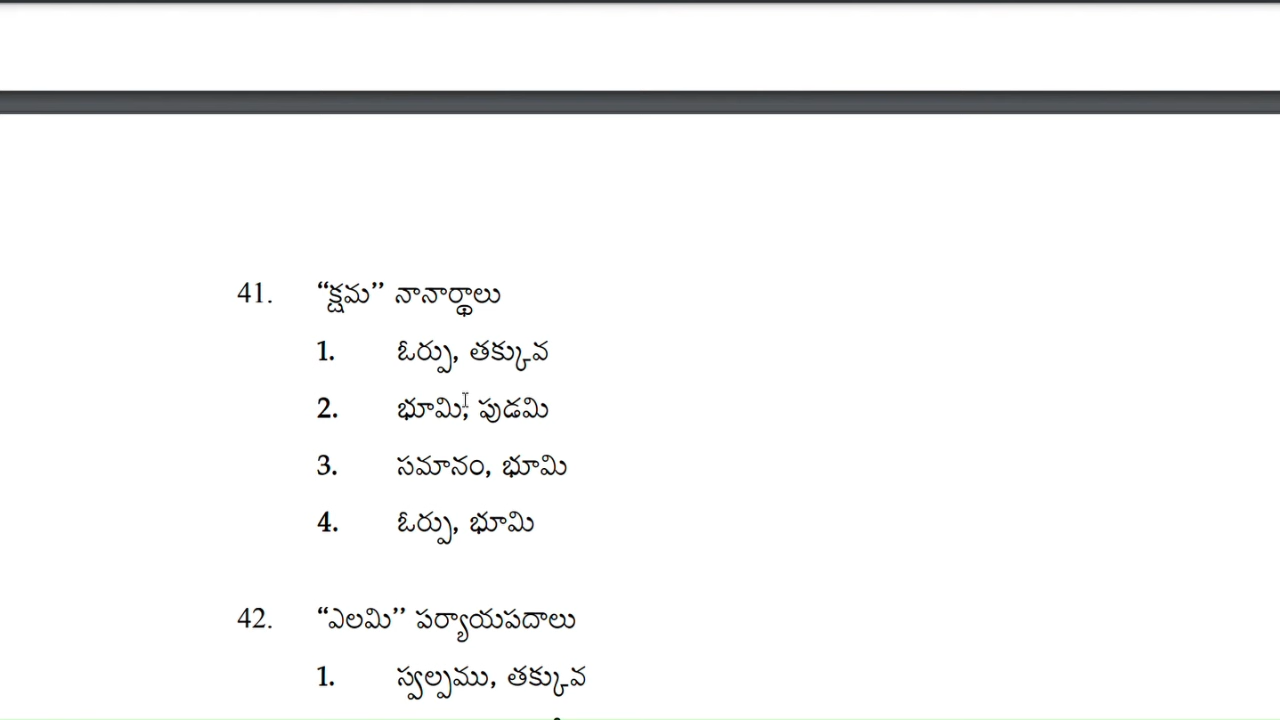 41. “క్షమ” నానార్థాలు
1. ఓర్పు, తక్కువ
2. భూమి, పుడమి
3. సమానం, భూమి
4. ఓర్పు, భూమి
42. “ఎలమి” పర్యాయపదాలు
1. స్వల్పము, తక్కువ